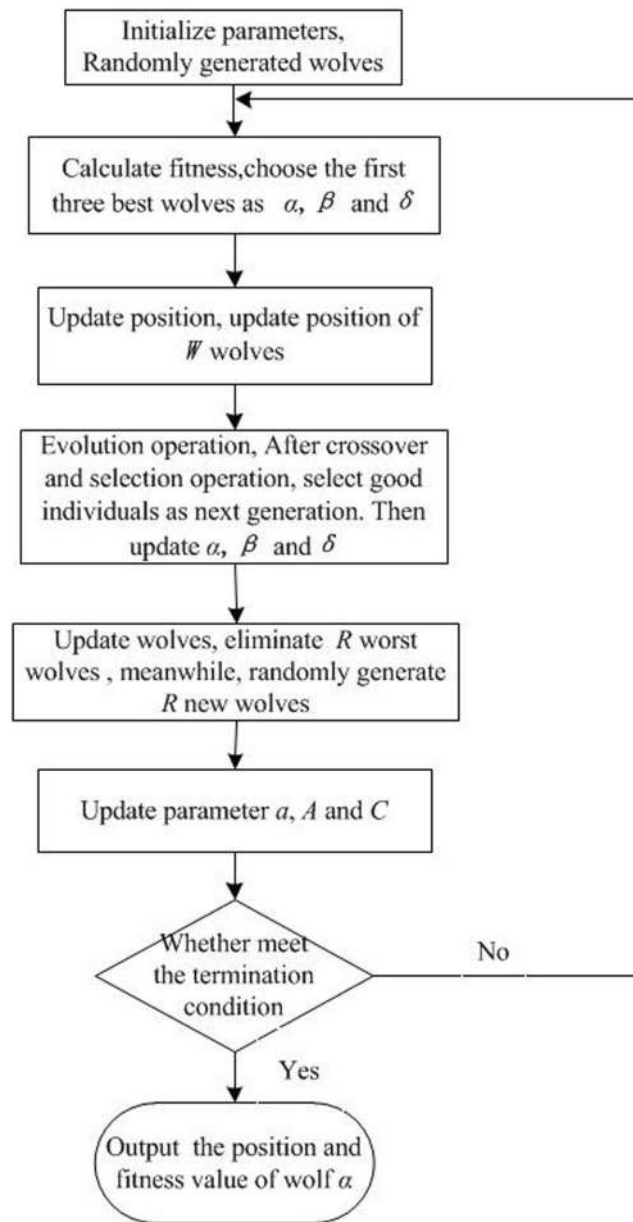 Initialize parameters,
Randomly generated wolves
Calculate fitness,choose the first
three best wolves as α, β and δ
Update position, update position of
W wolves
Evolution operation, After crossover
and selection operation, select good
individuals as next generation. Then
update α, β and δ
Update wolves, eliminate R worst
wolves , meanwhile, randomly generate
R new wolves
Update parameter a, A and C
Whether meet
the termination
condition
No
Yes
Output the position and
fitness value of wolf α